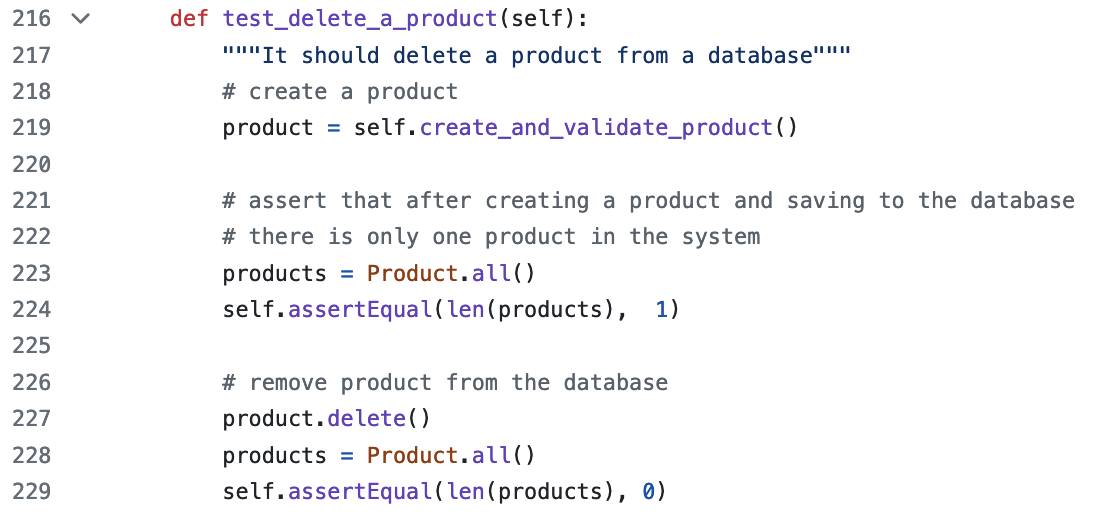 216 def test_delete_a_product(self):
217 """It should delete a product from a database"""
218 # create a product
219 product = self.create_and_validate_product()
220
221 # assert that after creating a product and saving to the database
222 # there is only one product in the system
223 products = Product.all()
224 self.assertEqual(len(products),  1)
225
226 # remove product from the database
227 product.delete()
228 products = Product.all()
229 self.assertEqual(len(products), 0)